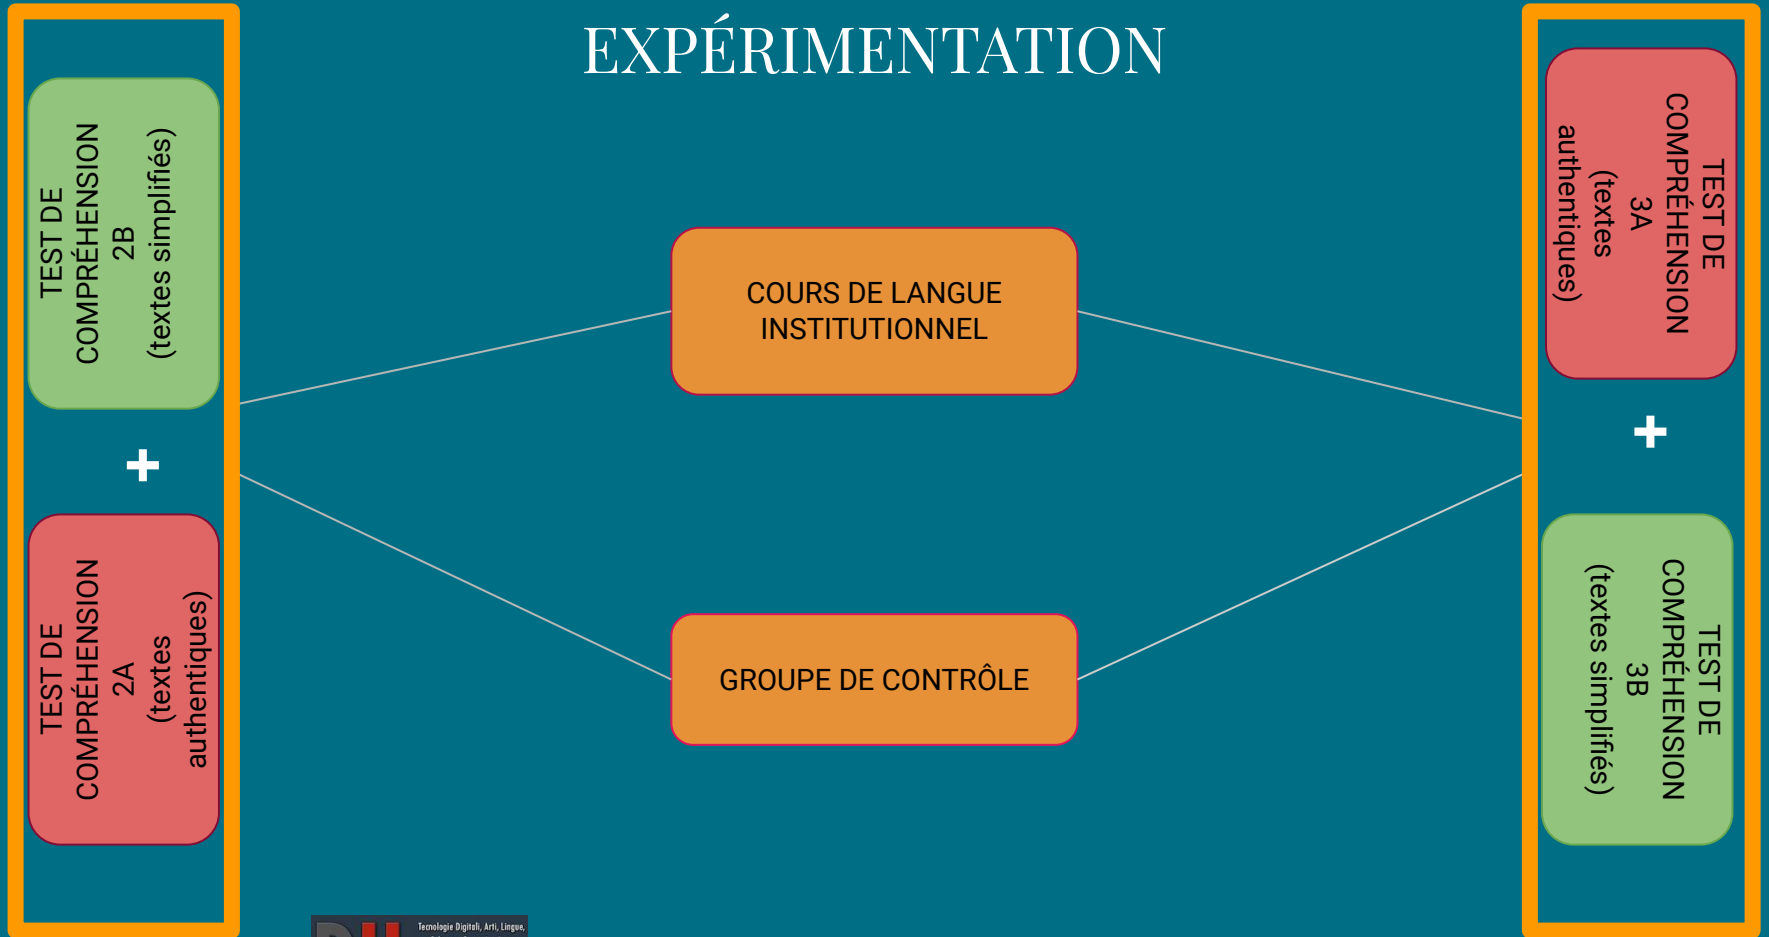 EXPÉRIMENTATION
TEST DE
COMPRÉHENSION
2B
(textes simplifiés)
+
TEST DE
COMPRÉHENSION
2A
(textes
authentiques)
COURS DE LANGUE
INSTITUTIONNEL
GROUPE DE CONTRÔLE
TEST DE
COMPRÉHENSION
3A
(textes
authentiques)
+
TEST DE
COMPRÉHENSION
3B
(textes simplifiés)
Tecnologie Digitali, Arti, Lingue,